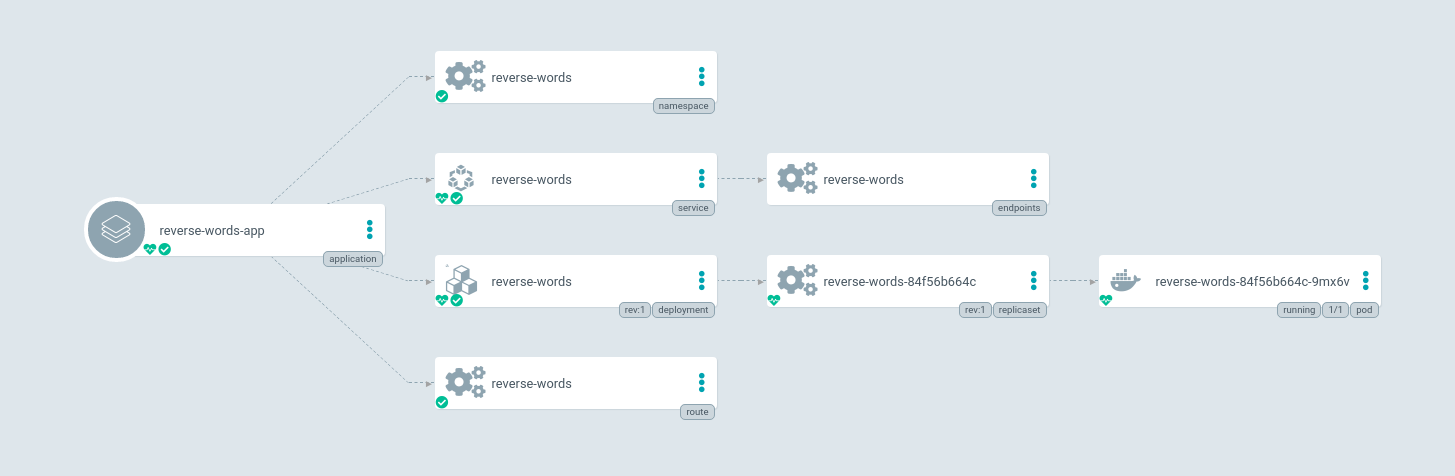 reverse-words
namespace
reverse-words
service
reverse-words
endpoints
reverse-words-app
application
reverse-words
rev:1 deployment
reverse-words-84f56b664c
rev:1 replicaset
reverse-words-84f56b664c-9mx6v
running 1/1 pod
reverse-words
route